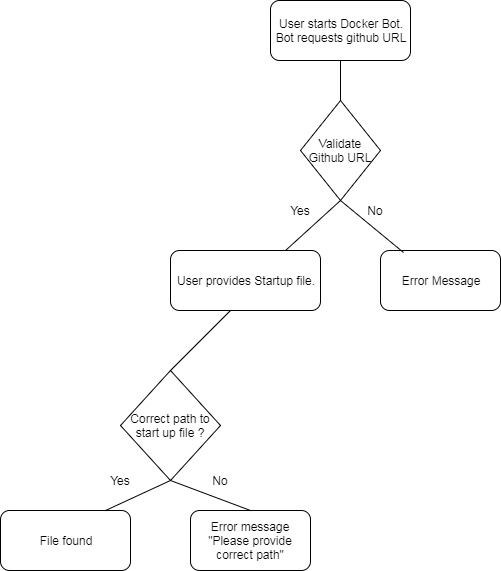 User starts Docker Bot.
Bot requests github URL
Validate
Github URL
Yes
No
User provides Startup file.
Error Message
Correct path to
start up file ?
Yes
No
File found
Error message
"Please provide
correct path"